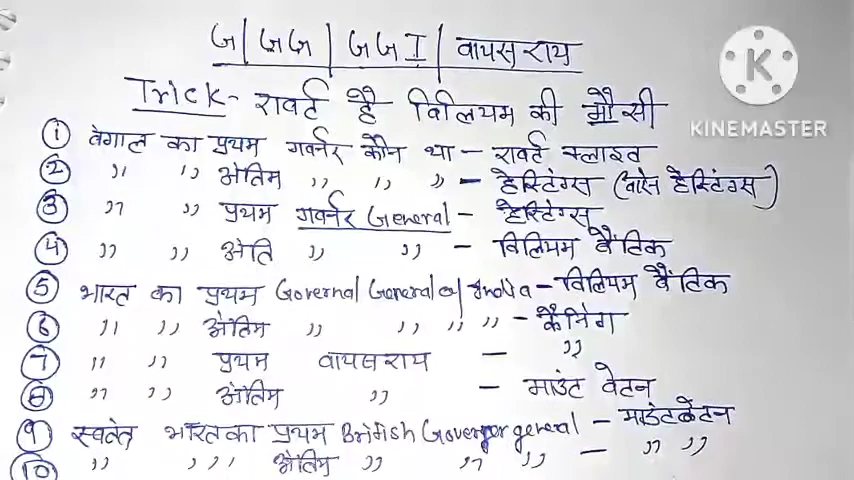 G | GG | GGI | वायसराय
Trick - रावर्ट है विलियम की मौसी
KINEMASTER
① बंगाल का प्रथम गवर्नर कौन था - रावर्ट क्लाइव
② ,, ,, अंतिम ,, ,, ,, - हेस्टिंग्स (वारेन हेस्टिंग्स)
③ ,, ,, प्रथम गवर्नर General - हेस्टिंग्स
④ ,, ,, अंति ,, ,, - विलियम बैंटिक
⑤ भारत का प्रथम Governal General of India - विलियम बैंटिक
⑥ ,, ,, अंतिम ,, ,, ,, ,, - कैनिंग
⑦ ,, ,, प्रथम वायसराय - ,,
⑧ ,, ,, अंतिम ,, - माउंट वेटन
⑨ स्वतंत्र भारत का प्रथम British Governor general - माउंटबेटन
⑩ ,, ,,, अंतिम ,, ,, ,, - ,, ,,